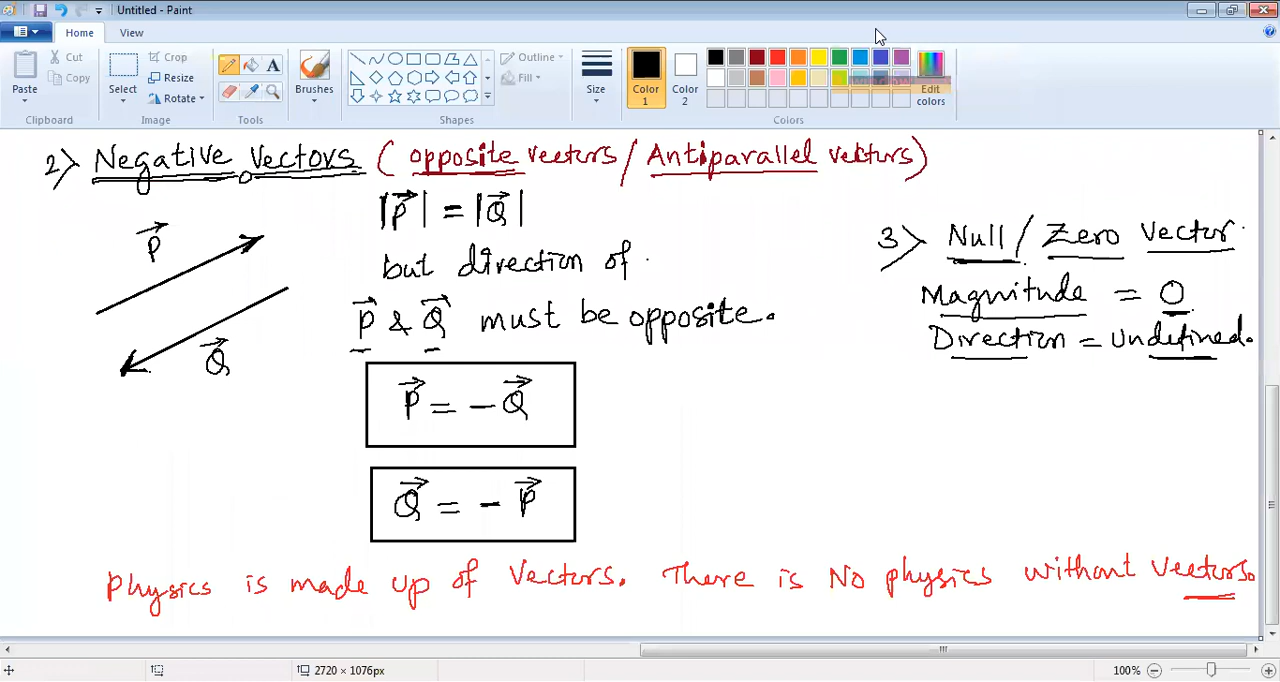 Untitled - Paint
Home
View
Paste
Cut
Copy
Clipboard
Select
Crop
Resize
Rotate
Image
Tools
Brushes
Shapes
Outline
Fill
Size
Color 1
Color 2
Edit colors
Colors
2> Negative Vectors ( opposite vectors / Antiparallel vectors )
P⃗
Q⃗
|P⃗| = |Q⃗|
but direction of
P⃗ & Q⃗ must be opposite.
P⃗ = - Q⃗
Q⃗ = - P⃗
3> Null / Zero Vector
Magnitude = 0
Direction = undefined.
Physics is made up of Vectors. There is No physics without Vectors.
2720 × 1076px
100%